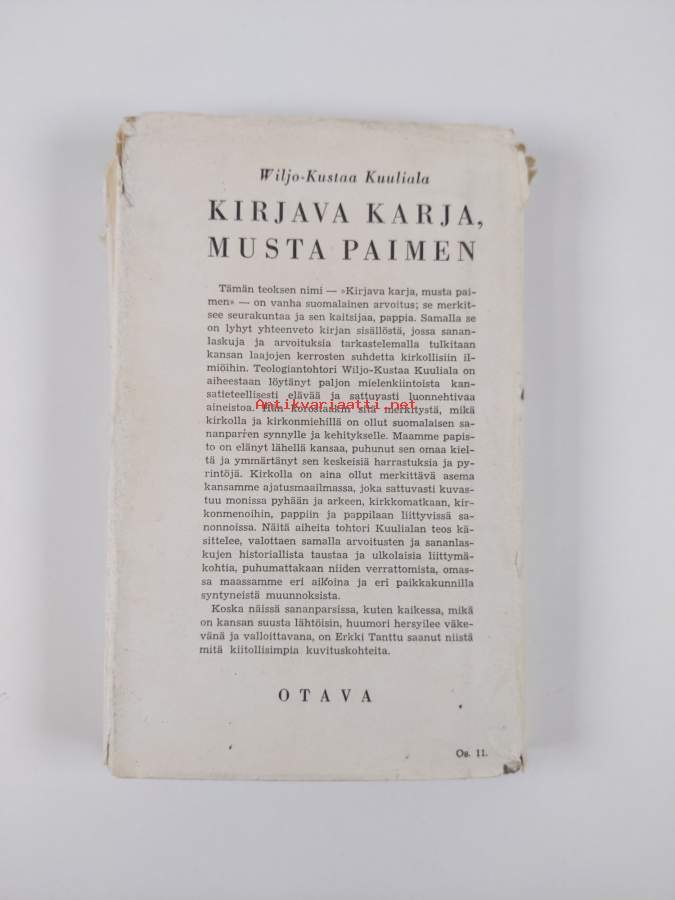 Wiljo-Kustaa Kuuliala
KIRJAVA KARJA,
MUSTA PAIMEN
Tämän teoksen nimi — »Kirjava karja, musta pai-
men» — on vanha suomalainen arvoitus; se merkit-
see seurakuntaa ja sen kaitsijaa, pappia. Samalla se
on lyhyt yhteenveto kirjan sisällöstä, jossa sanan-
laskuja ja arvoituksia tarkastelemalla tulkitaan
kansan laajojen kerrosten suhdetta kirkollisiin il-
miöihin. Teologiantohtori Wiljo-Kustaa Kuuliala on
aiheestaan löytänyt paljon mielenkiintoista kan-
satieteellisesti elävää ja sattuvasti luonnehtivaa
aineistoa. Hän korostaakin sitä merkitystä, mikä
Antikvariaatti.net
kirkolla ja kirkonmiehillä on ollut suomalaisen sa-
nanparren synnylle ja kehitykselle. Maamme papis-
to on elänyt lähellä kansaa, puhunut sen omaa kiel-
tä ja ymmärtänyt sen keskeisiä harrastuksia ja py-
rintöjä. Kirkolla on aina ollut merkittävä asema
kansamme ajatusmaailmassa, joka sattuvasti kuvas-
tuu monissa pyhään ja arkeen, kirkkomatkaan, kir-
konmenoihin, pappiin ja pappilaan liittyvissä sa-
nonnoissa. Näitä aiheita tohtori Kuulialan teos kä-
sittelee, valottaen samalla arvoitusten ja sananlas-
kujen historiallista taustaa ja ulkolaisia liittymä-
kohtia, puhumattakaan niiden verrattomista, omas-
sa maassamme eri aikoina ja eri paikkakunnilla
syntyneistä muunnoksista.
Koska näissä sananparsissa, kuten kaikessa, mikä
on kansan suusta lähtöisin, huumori hersyilee väke-
vänä ja valloittavana, on Erkki Tanttu saanut niistä
mitä kiitollisimpia kuvituskohteita.
OTAVA
Os. 11.